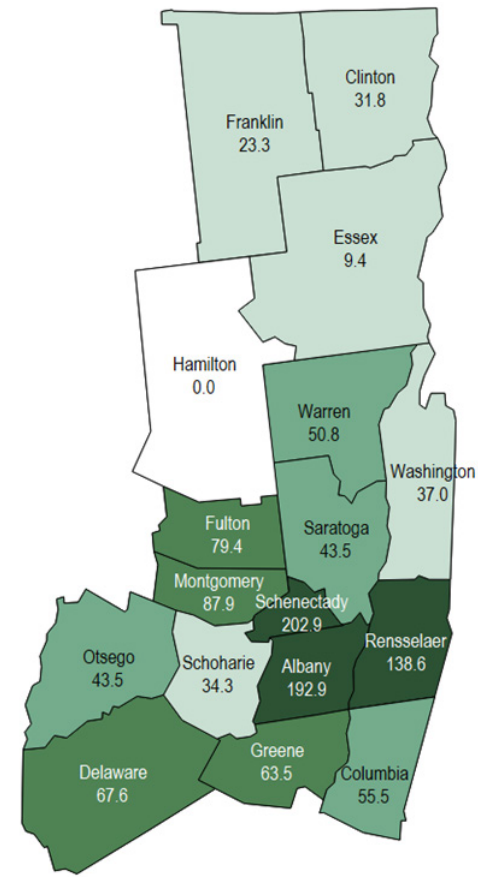 Clinton
31.8
Franklin
23.3
Essex
9.4
Hamilton
0.0
Warren
50.8
Washington
37.0
Fulton
79.4
Saratoga
43.5
Montgomery
87.9
Schenectady
202.9
Rensselaer
138.6
Otsego
43.5
Schoharie
34.3
Albany
192.9
Greene
63.5
Delaware
67.6
Columbia
55.5